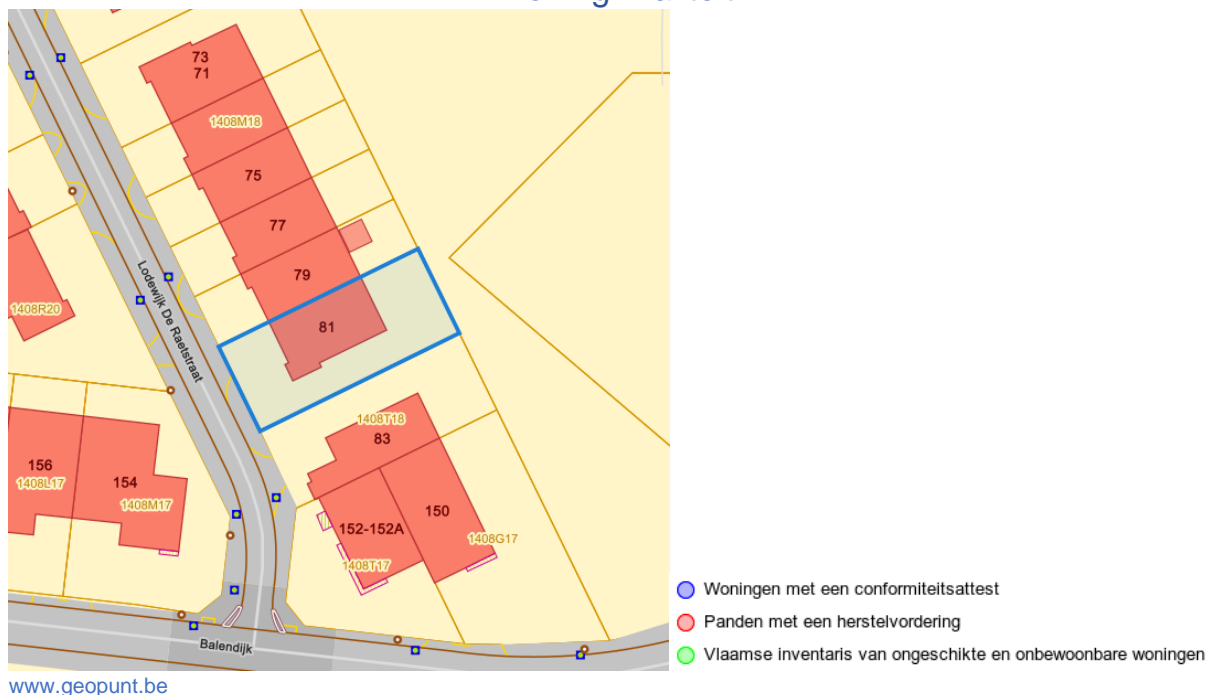 73
71
1408M18
75
77
79
81
Lodewijk De Raetstraat
1408R20
1408T18
83
156
1408L17
154
1408M17
150
152-152A
1408G17
1408T17
Balendijk
Woningen met een conformiteitsattest
Panden met een herstelvordering
Vlaamse inventaris van ongeschikte en onbewoonbare woningen
www.geopunt.be